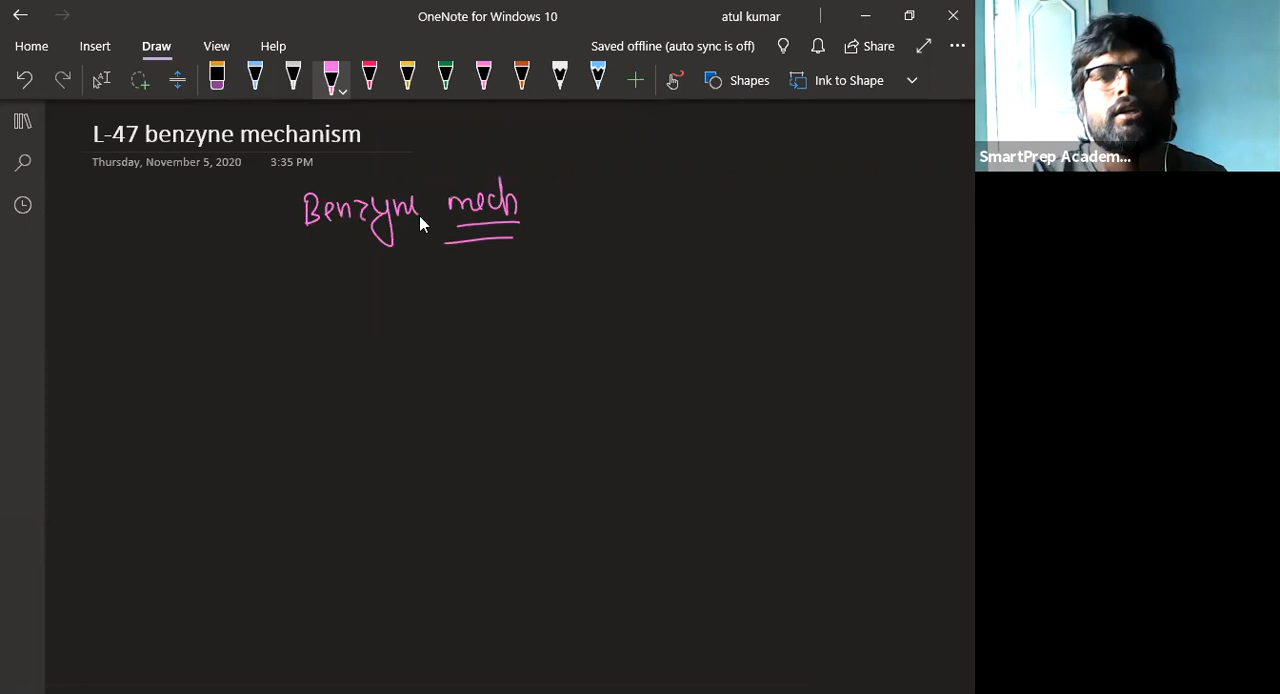 OneNote for Windows 10
atul kumar
Home Insert Draw View Help
Saved offline (auto sync is off)
Share
Shapes
Ink to Shape
SmartPrep Academ...
L-47 benzyne mechanism
Thursday, November 5, 2020 3:35 PM
Benzyne mech